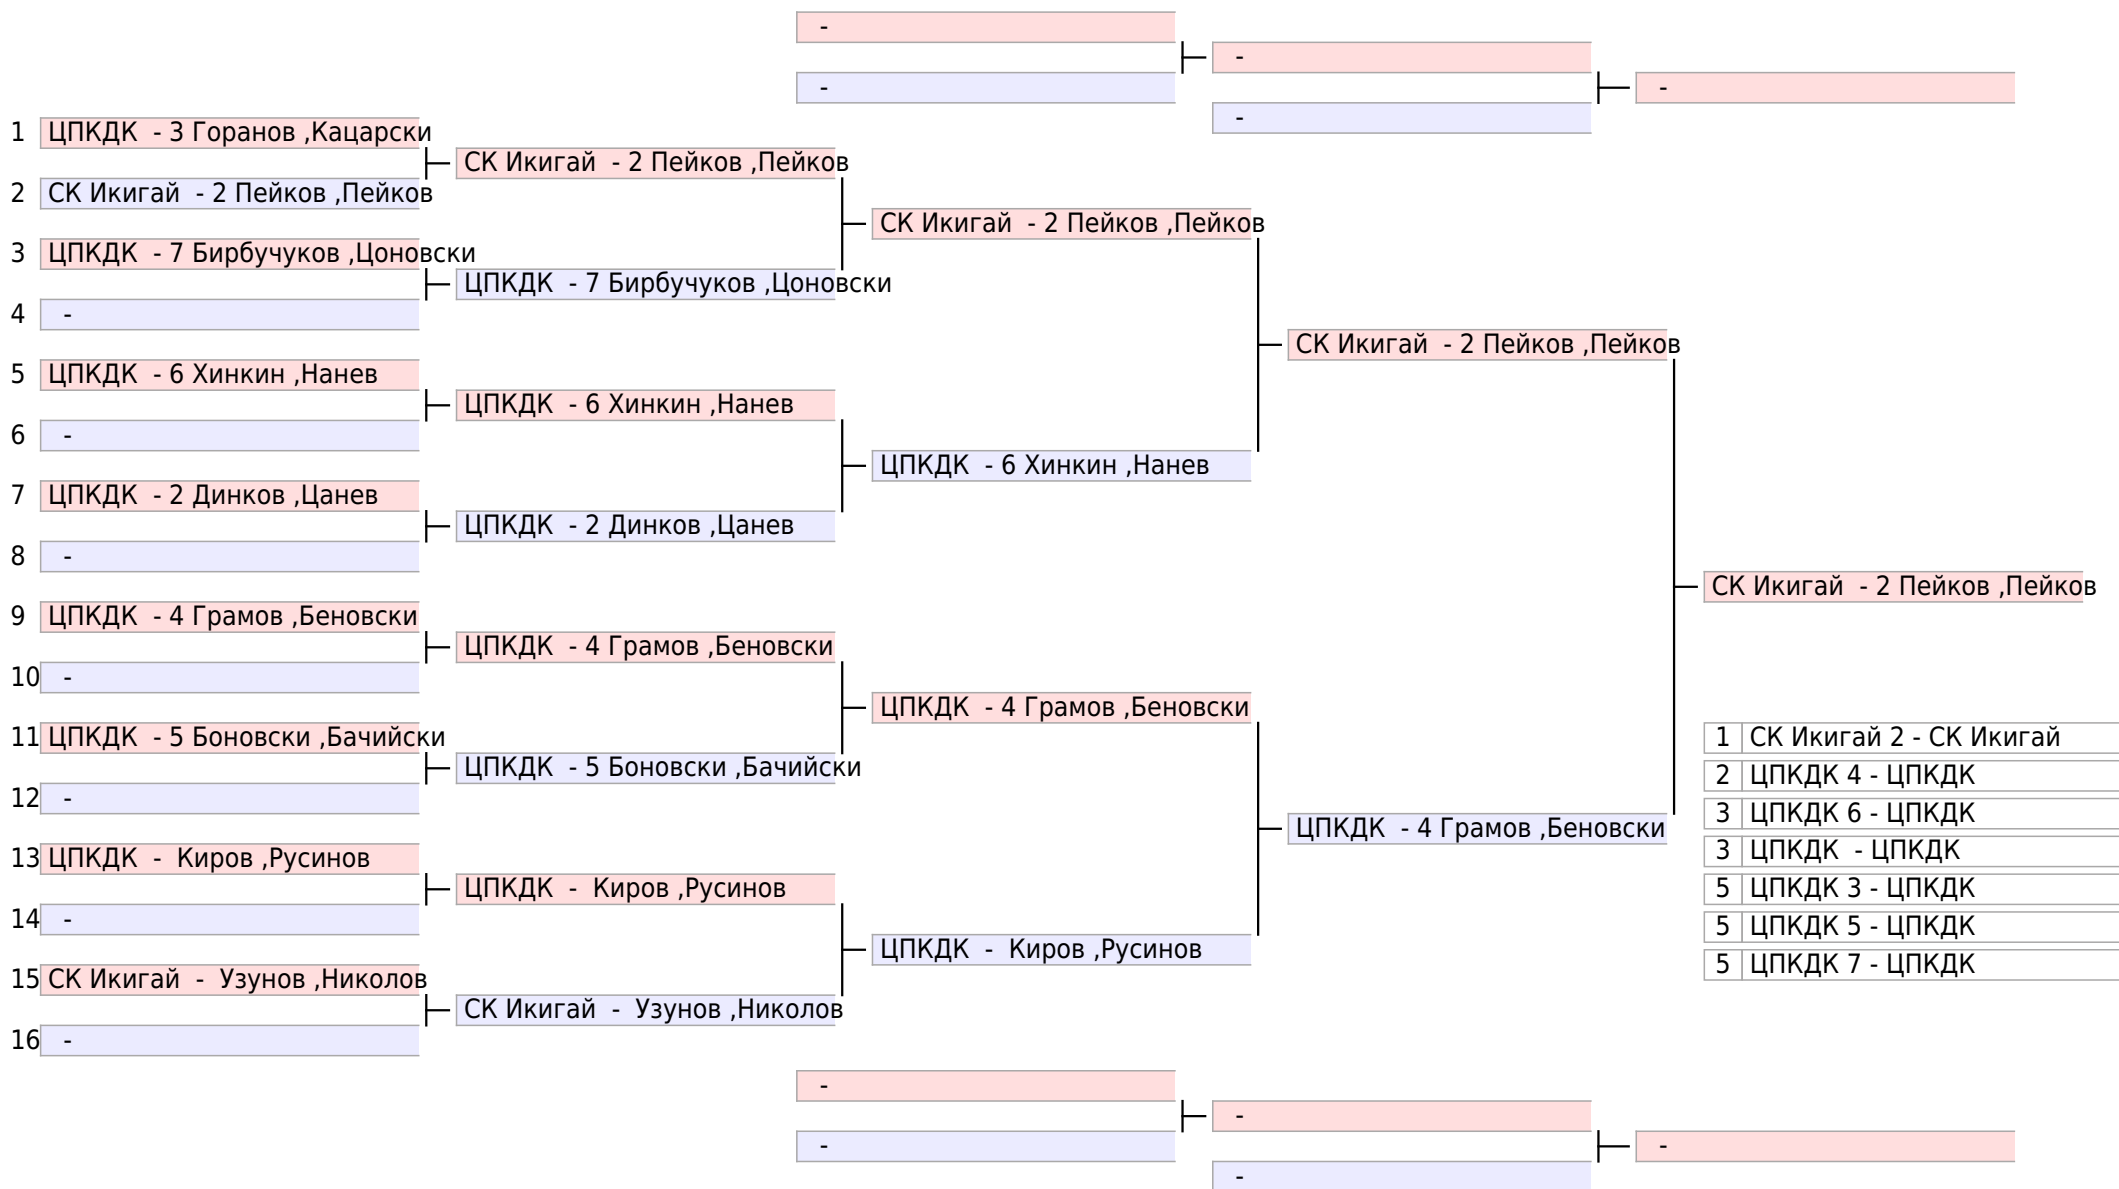 -
-
-
-
-
1 ЦПКДК - 3 Горанов ,Кацарски
СК Икигай - 2 Пейков ,Пейков
2 СК Икигай - 2 Пейков ,Пейков
СК Икигай - 2 Пейков ,Пейков
3 ЦПКДК - 7 Бирбучуков ,Цоновски
ЦПКДК - 7 Бирбучуков ,Цоновски
4 -
СК Икигай - 2 Пейков ,Пейков
5 ЦПКДК - 6 Хинкин ,Нанев
ЦПКДК - 6 Хинкин ,Нанев
6 -
ЦПКДК - 6 Хинкин ,Нанев
7 ЦПКДК - 2 Динков ,Цанев
ЦПКДК - 2 Динков ,Цанев
8 -
СК Икигай - 2 Пейков ,Пейков
9 ЦПКДК - 4 Грамов ,Беновски
ЦПКДК - 4 Грамов ,Беновски
10 -
ЦПКДК - 4 Грамов ,Беновски
11 ЦПКДК - 5 Боновски ,Бачийски
ЦПКДК - 5 Боновски ,Бачийски
12 -
ЦПКДК - 4 Грамов ,Беновски
13 ЦПКДК - Киров ,Русинов
ЦПКДК - Киров ,Русинов
14 -
ЦПКДК - Киров ,Русинов
15 СК Икигай - Узунов ,Николов
СК Икигай - Узунов ,Николов
16 -
1 СК Икигай 2 - СК Икигай
2 ЦПКДК 4 - ЦПКДК
3 ЦПКДК 6 - ЦПКДК
3 ЦПКДК - ЦПКДК
5 ЦПКДК 3 - ЦПКДК
5 ЦПКДК 5 - ЦПКДК
5 ЦПКДК 7 - ЦПКДК
-
-
-
-
-